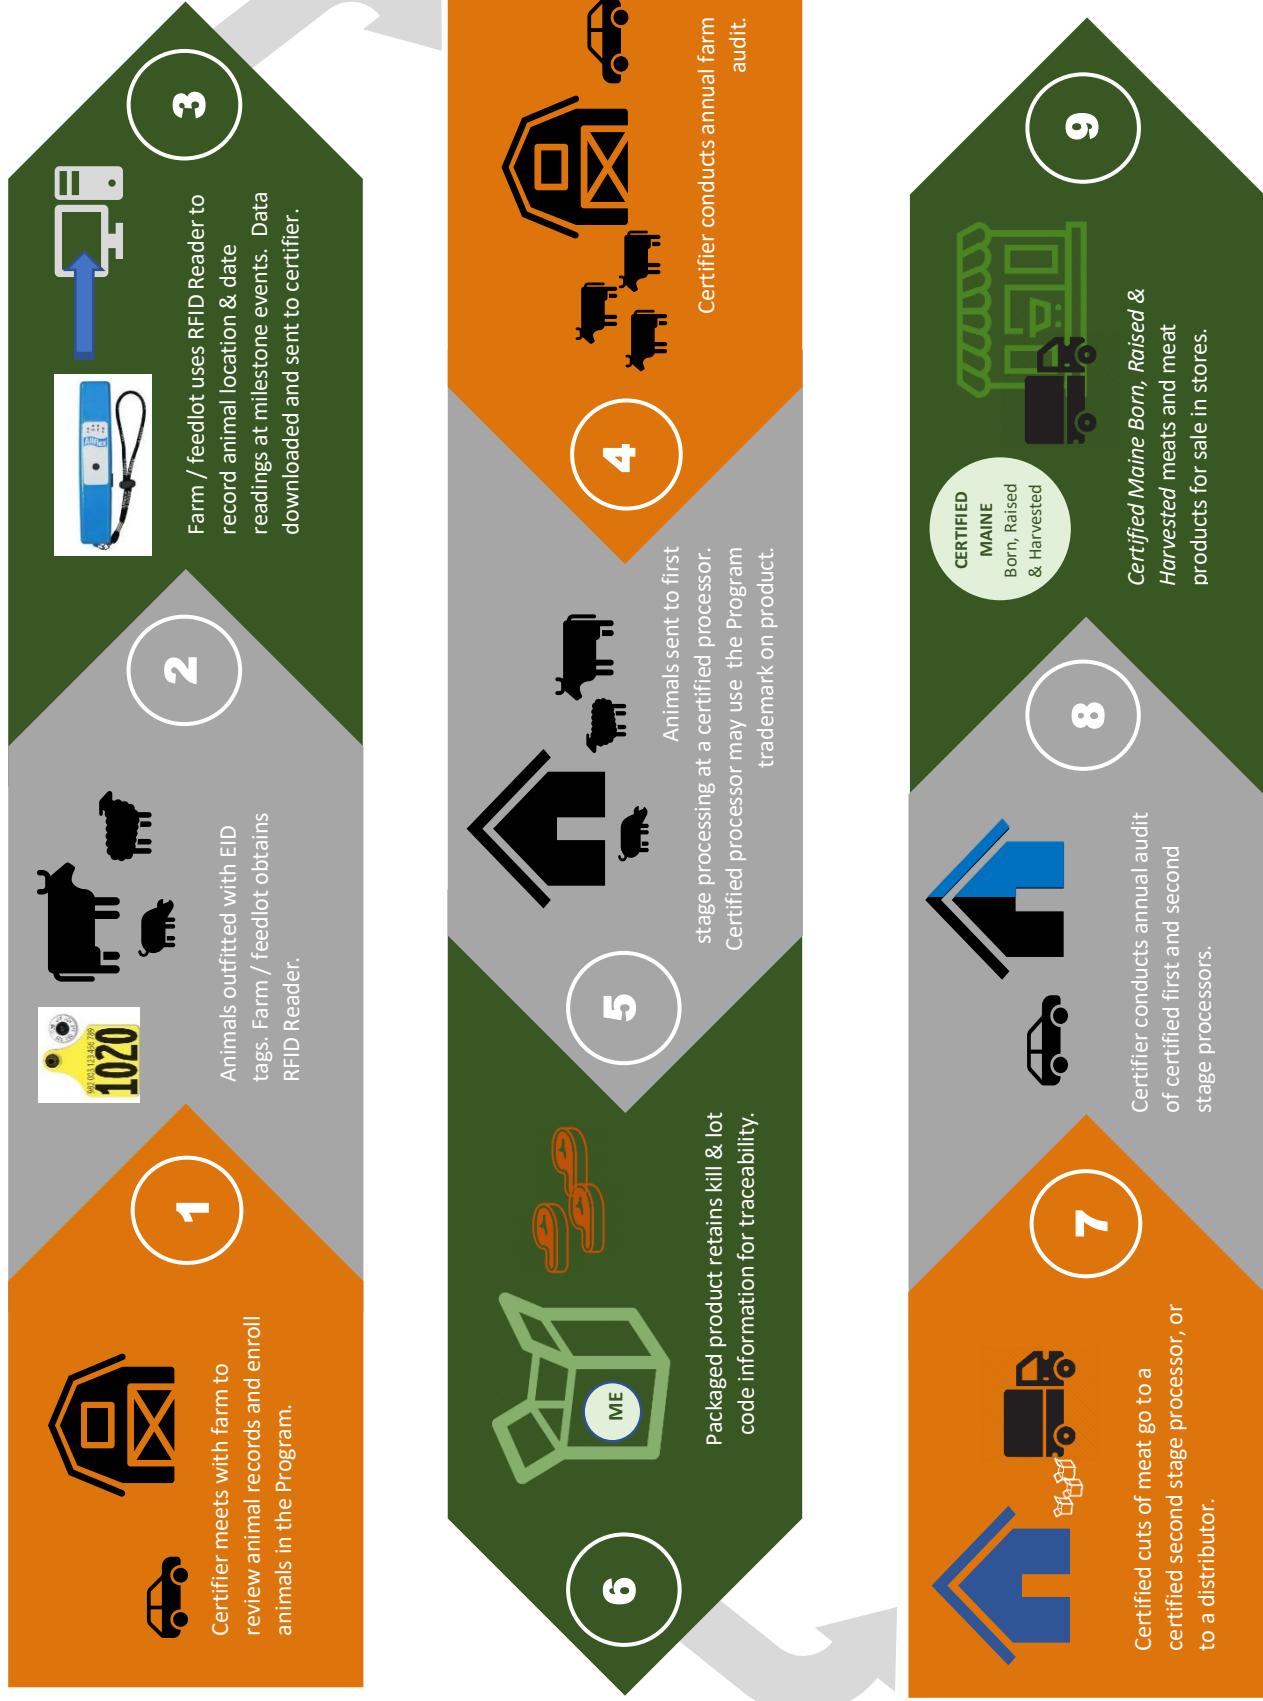 1
Certifier meets with farm to
review animal records and enroll
animals in the Program.
2
982 003 123 456 789
1020
Animals outfitted with EID
tags. Farm / feedlot obtains
RFID Reader.
3
Allflex
Farm / feedlot uses RFID Reader to
record animal location & date
readings at milestone events. Data
downloaded and sent to certifier.
4
Certifier conducts annual farm
audit.
5
Animals sent to first
stage processing at a certified processor.
Certified processor may use the Program
trademark on product.
6
ME
Packaged product retains kill & lot
code information for traceability.
7
Certified cuts of meat go to a
certified second stage processor, or
to a distributor.
8
Certifier conducts annual audit
of certified first and second
stage processors.
9
CERTIFIED
MAINE
Born, Raised
& Harvested
Certified Maine Born, Raised &
Harvested meats and meat
products for sale in stores.